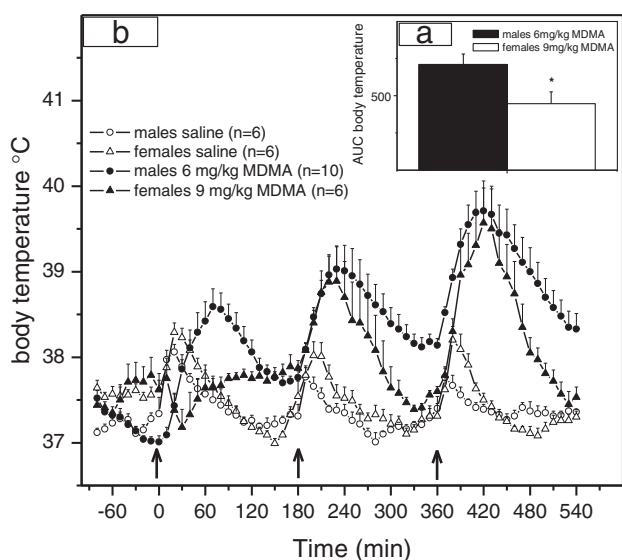 b
a
males 6mg/kg MDMA
females 9mg/kg MDMA
AUC body temperature
500
*
males saline (n=6)
females saline (n=6)
males 6 mg/kg MDMA (n=10)
females 9 mg/kg MDMA (n=6)
body temperature °C
41
40
39
38
37
-60 0 60 120 180 240 300 360 420 480 540
Time (min)